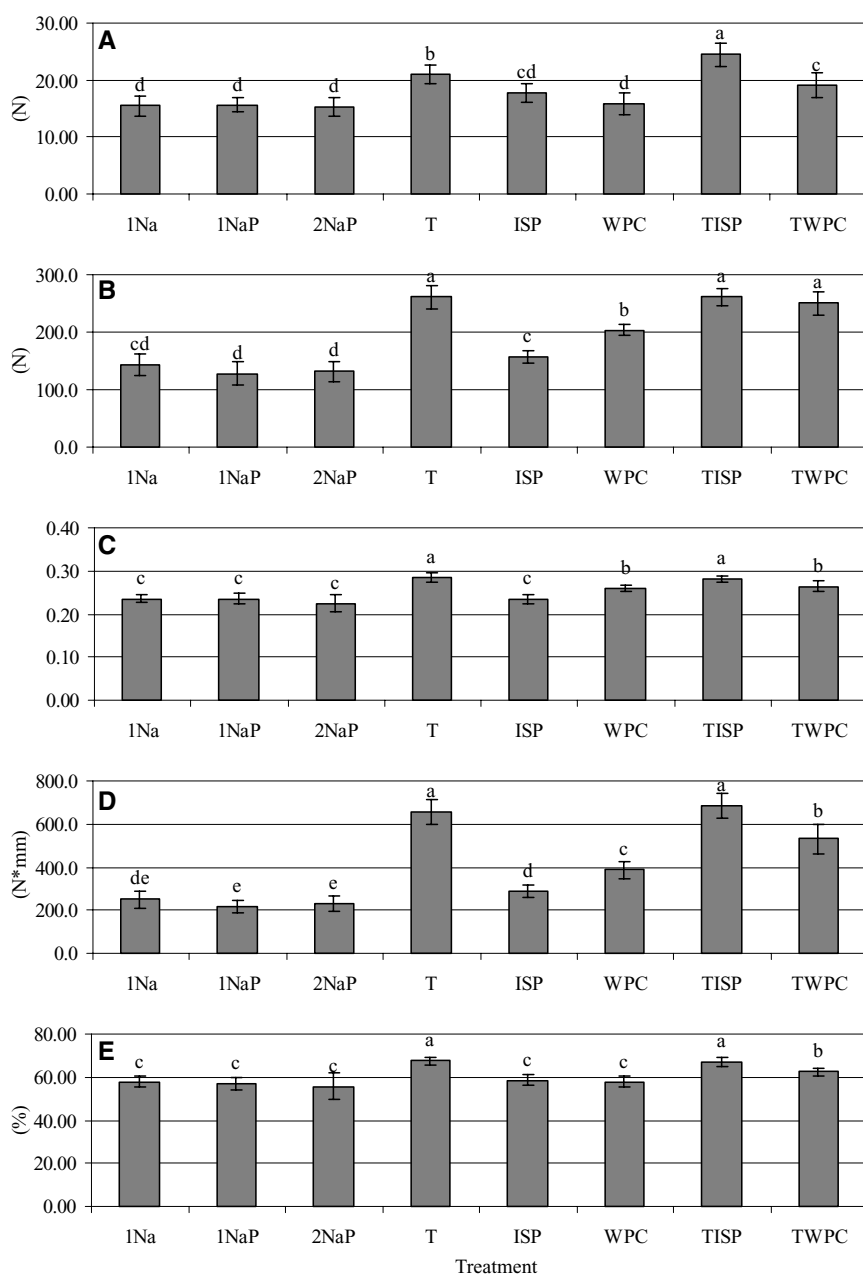 A
30.00
a
b
20.00
cd
c
d
d
d
d
(N)
10.00
0.00
1Na 1NaP 2NaP T ISP WPC TISP TWPC
B
300.0
a
a
a
200.0
b
cd
d
d
c
(N)
100.0
0.0
1Na 1NaP 2NaP T ISP WPC TISP TWPC
C
0.40
0.30
c c c a c b a b
0.20
0.10
0.00
1Na 1NaP 2NaP T ISP WPC TISP TWPC
D
800.0
600.0
de e e a d c a b
(N*mm)
400.0
200.0
0.0
1Na 1NaP 2NaP T ISP WPC TISP TWPC
E
80.00
c c c a c c a b
60.00
(%)
40.00
20.00
0.00
1Na 1NaP 2NaP T ISP WPC TISP TWPC
Treatment